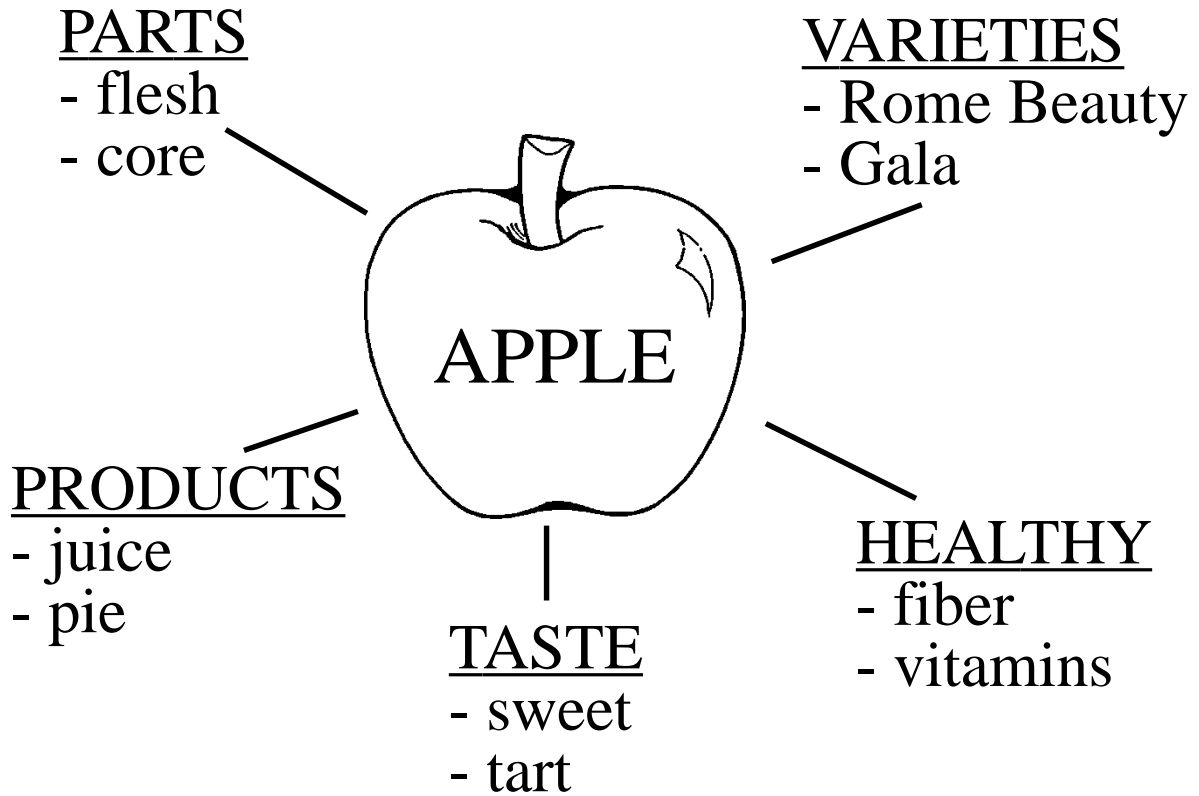 PARTS
- flesh
- core
VARIETIES
- Rome Beauty
- Gala
APPLE
PRODUCTS
- juice
- pie
HEALTHY
- fiber
- vitamins
TASTE
- sweet
- tart